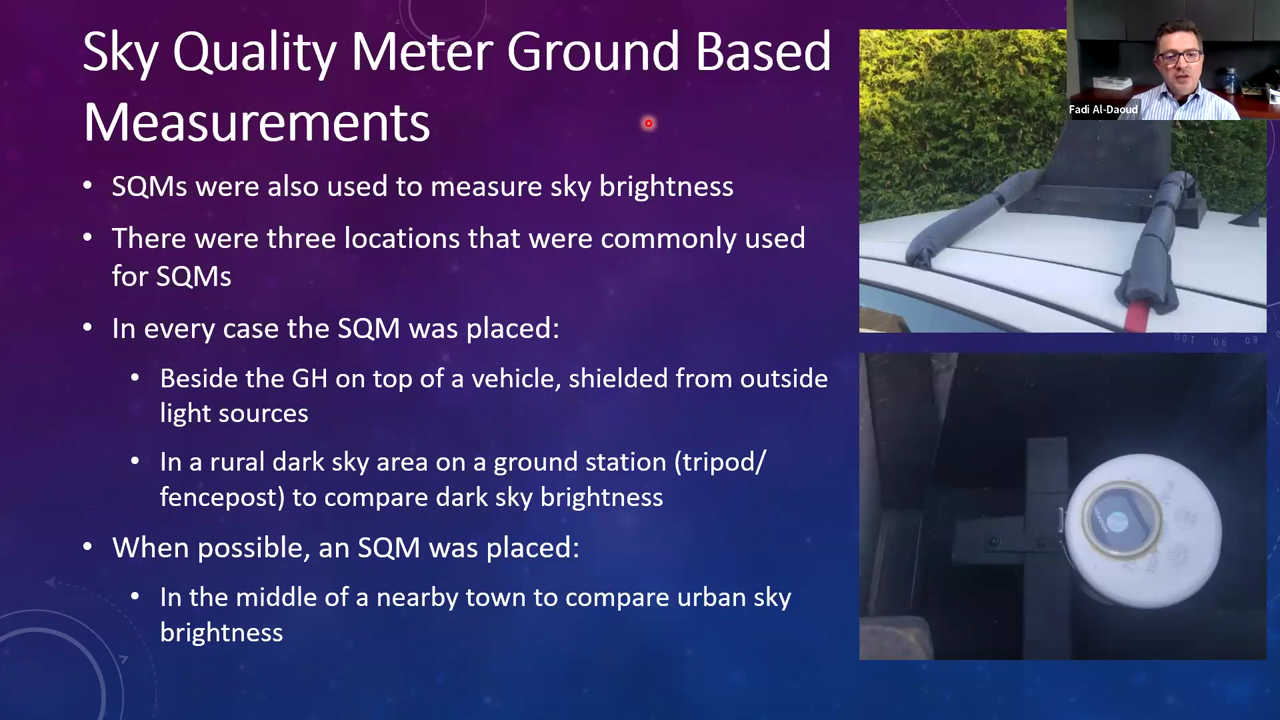 Sky Quality Meter Ground Based
Measurements
• SQMs were also used to measure sky brightness
• There were three locations that were commonly used
for SQMs
• In every case the SQM was placed:
• Beside the GH on top of a vehicle, shielded from outside
light sources
• In a rural dark sky area on a ground station (tripod/
fencepost) to compare dark sky brightness
• When possible, an SQM was placed:
• In the middle of a nearby town to compare urban sky
brightness
Fadi Al-Daoud